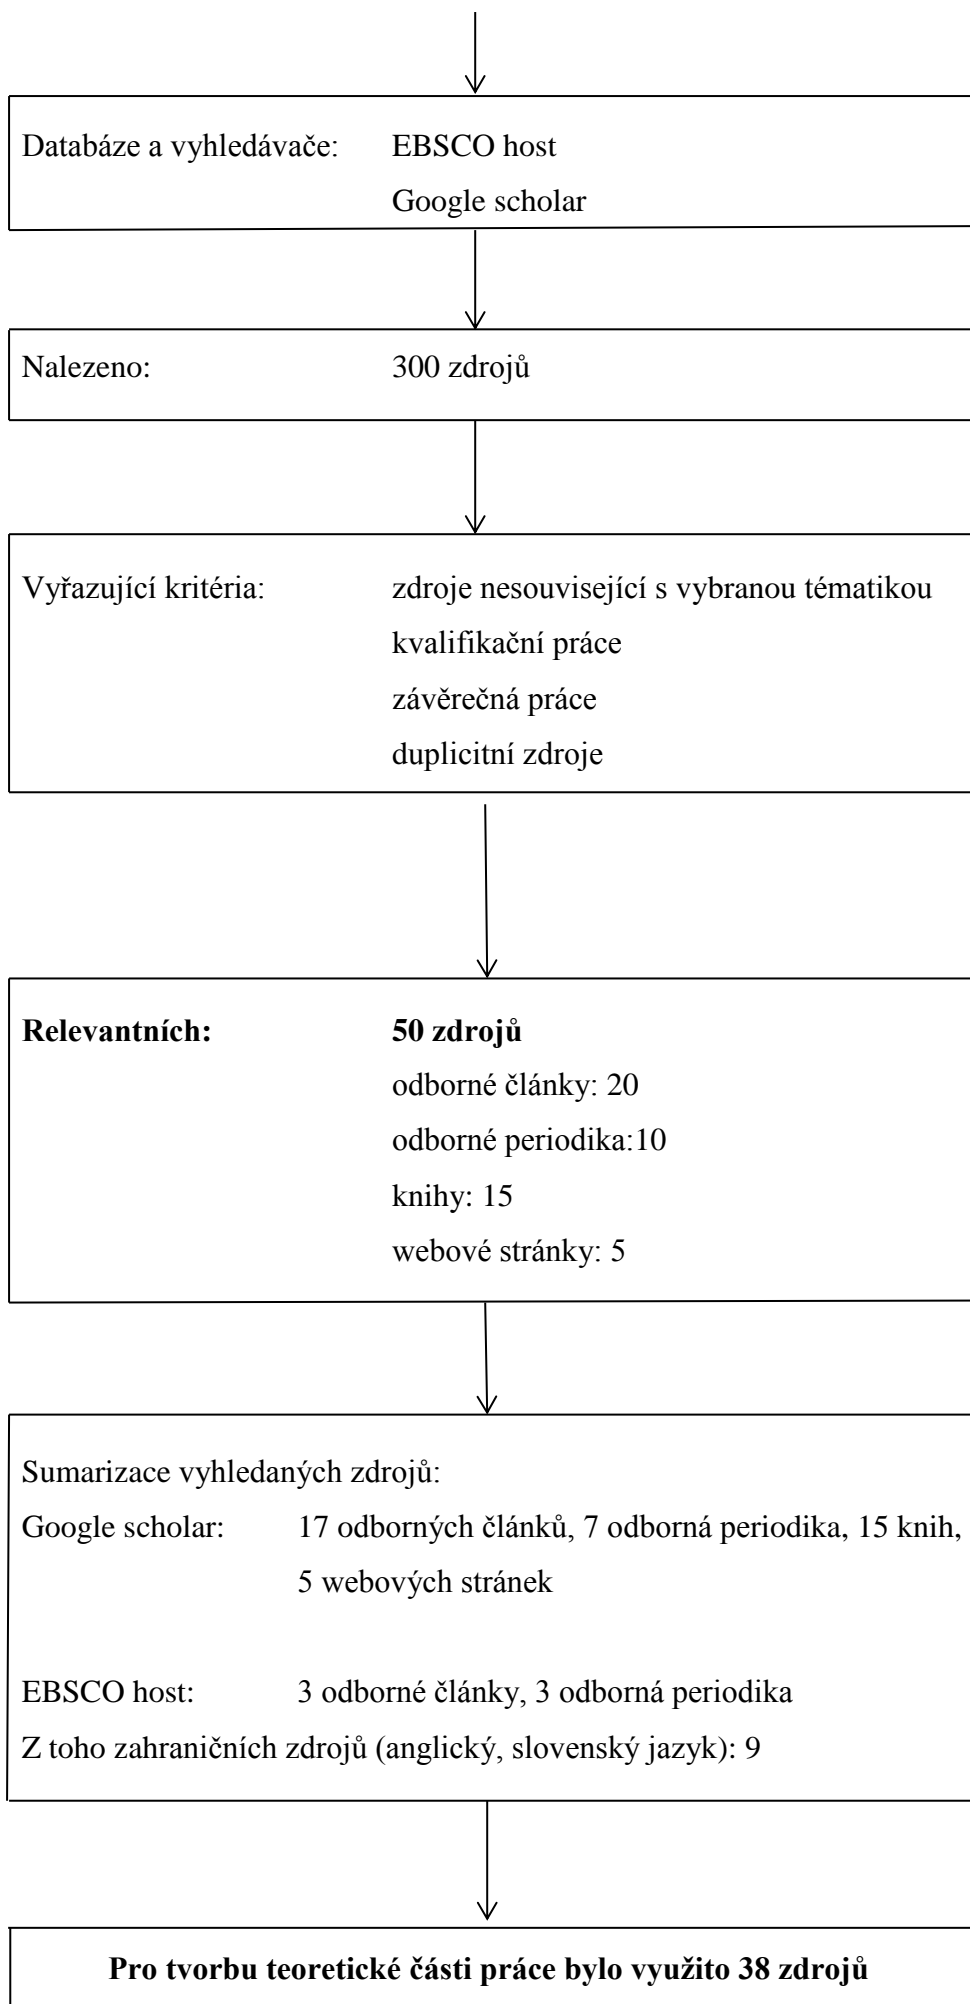 Databáze a vyhledávače: EBSCO host
Google scholar
Nalezeno: 300 zdrojů
Vyřazující kritéria: zdroje nesouvisející s vybranou tématikou
kvalifikační práce
závěrečná práce
duplicitní zdroje
Relevantních: 50 zdrojů
odborné články: 20
odborné periodika:10
knihy: 15
webové stránky: 5
Sumarizace vyhledaných zdrojů:
Google scholar: 17 odborných článků, 7 odborná periodika, 15 knih,
5 webových stránek
EBSCO host: 3 odborné články, 3 odborná periodika
Z toho zahraničních zdrojů (anglický, slovenský jazyk): 9
Pro tvorbu teoretické části práce bylo využito 38 zdrojů